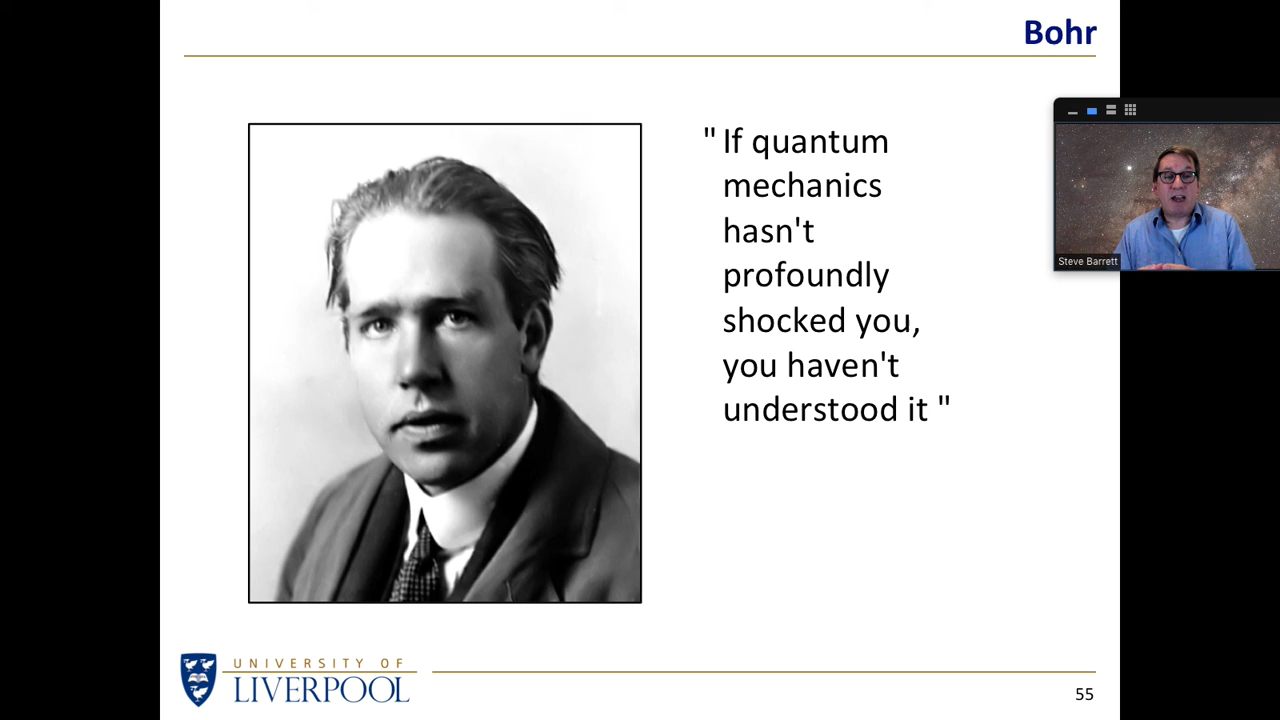 Bohr
" If quantum
mechanics
hasn't
profoundly
shocked you,
you haven't
understood it "
Steve Barrett
UNIVERSITY OF
LIVERPOOL
55